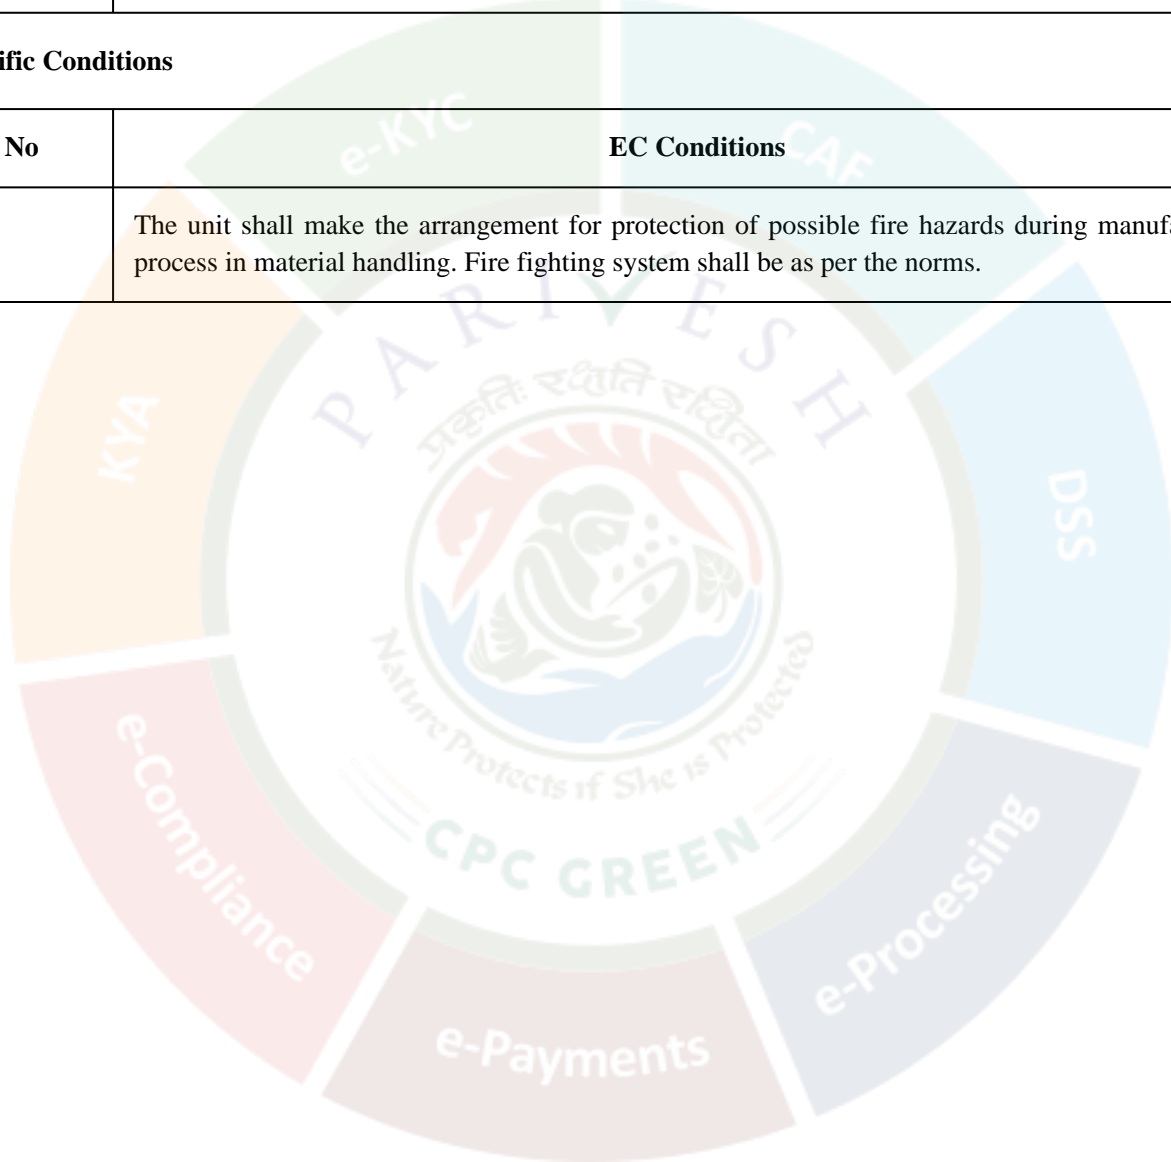 ific Conditions
No
EC Conditions
The unit shall make the arrangement for protection of possible fire hazards during manufa
process in material handling. Fire fighting system shall be as per the norms.
e-KYC
CAF
KYA
PARIVESH
DSS
प्रकृतिः रक्षति रक्षिता
Nature Protects if She is Protected
CPC GREEN
e-Compliance
e-Processing
e-Payments